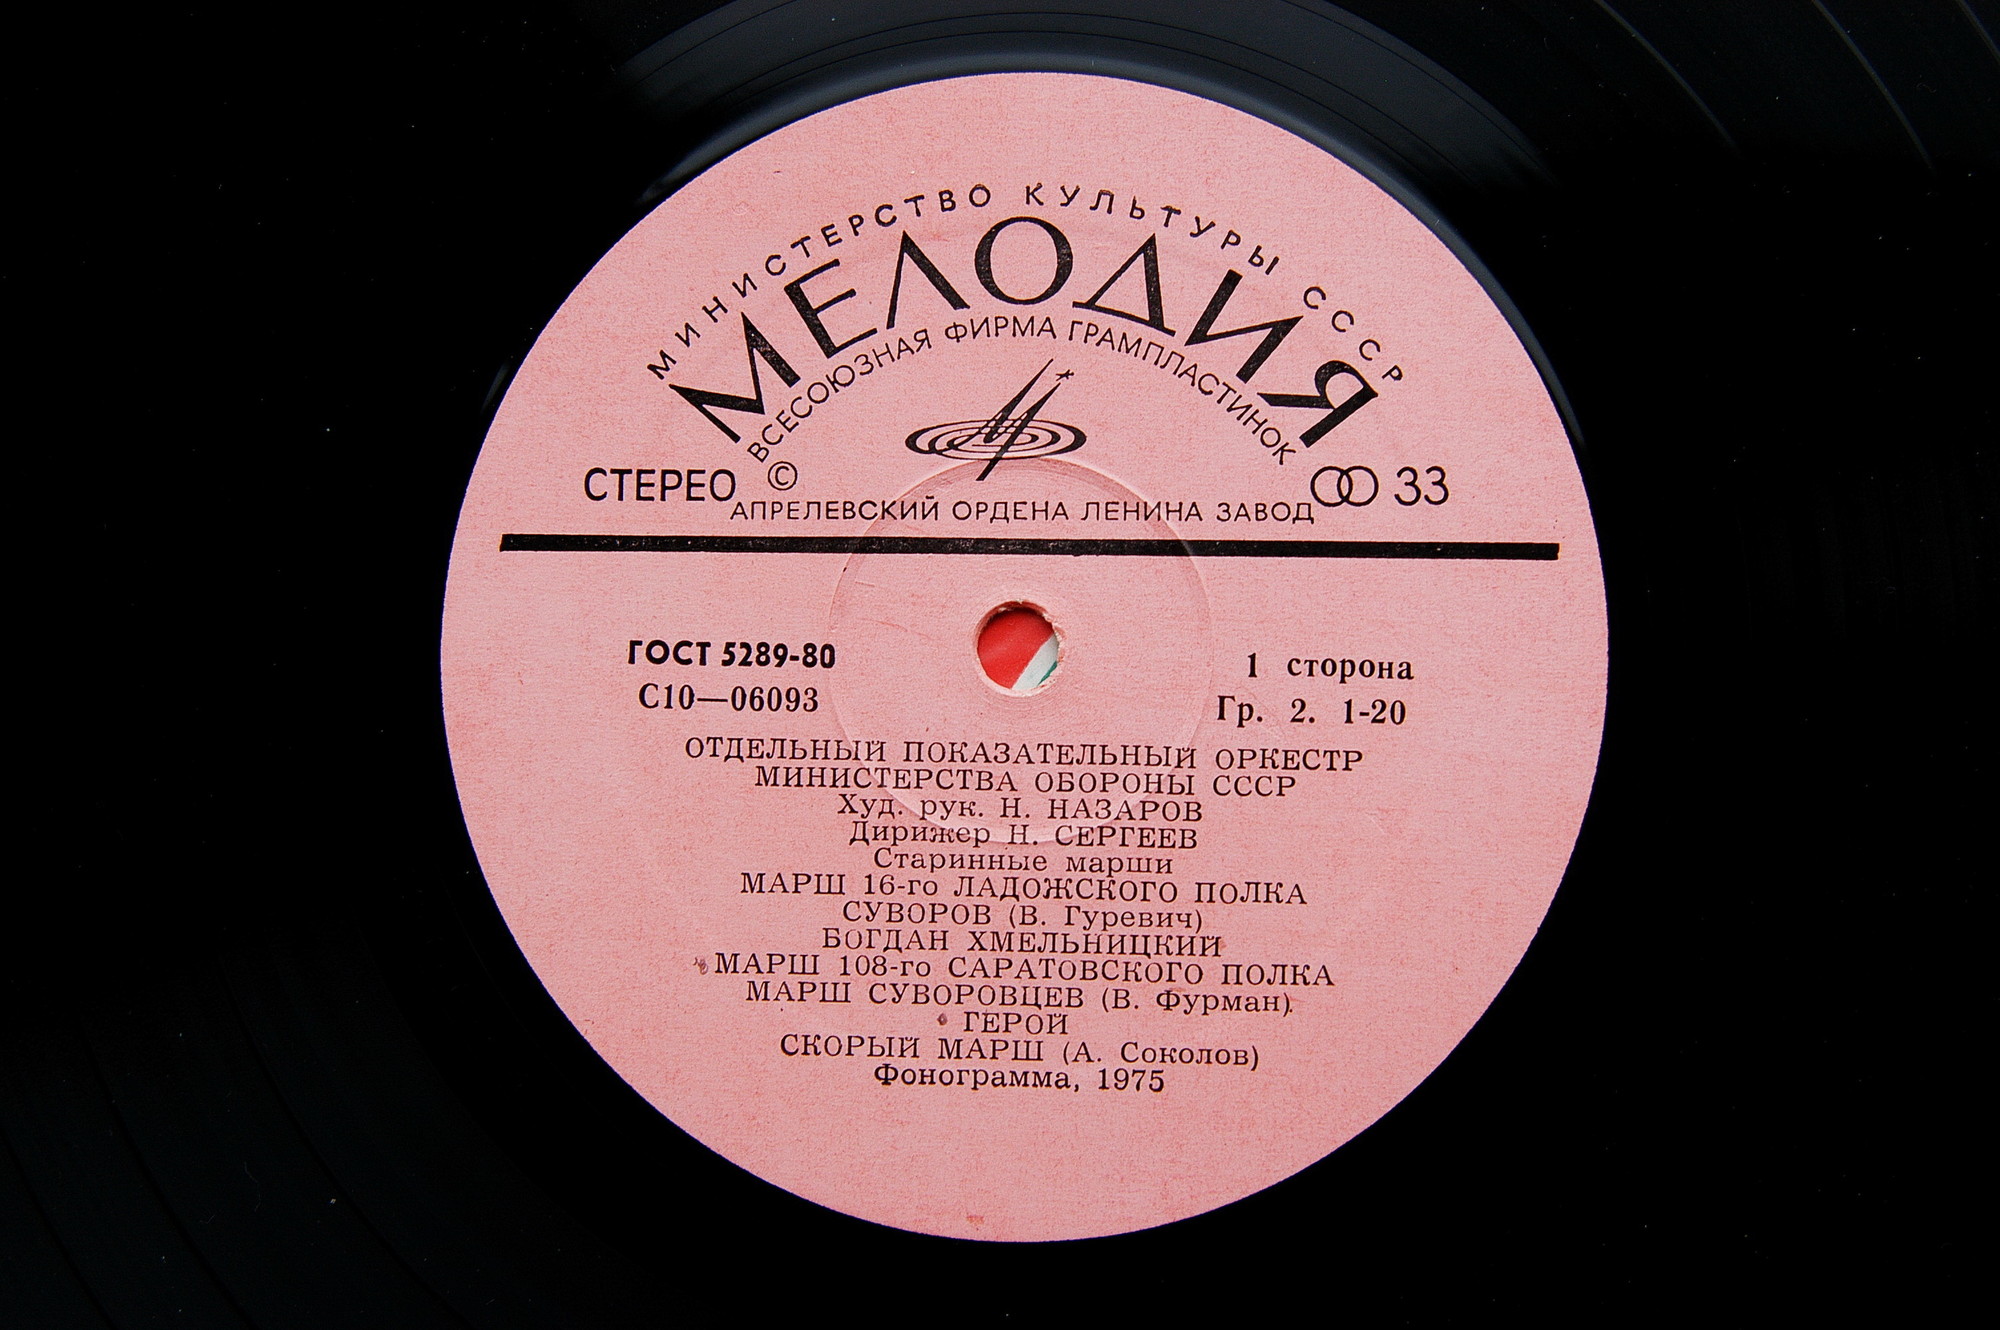 МИНИСТЕРСТВО КУЛЬТУРЫ СССР
МЕЛОДИЯ
ВСЕСОЮЗНАЯ ФИРМА ГРАМПЛАСТИНОК
СТЕРЕО © 33
АПРЕЛЕВСКИЙ ОРДЕНА ЛЕНИНА ЗАВОД
ГОСТ 5289-80
С10—06093
1 сторона
Гр. 2. 1-20
ОТДЕЛЬНЫЙ ПОКАЗАТЕЛЬНЫЙ ОРКЕСТР
МИНИСТЕРСТВА ОБОРОНЫ СССР
Худ. рук. Н. НАЗАРОВ
Дирижер Н. СЕРГЕЕВ
Старинные марши
МАРШ 16-го ЛАДОЖСКОГО ПОЛКА
СУВОРОВ (В. Гуревич)
БОГДАН ХМЕЛЬНИЦКИЙ
МАРШ 108-го САРАТОВСКОГО ПОЛКА
МАРШ СУВОРОВЦЕВ (В. Фурман)
ГЕРОЙ
СКОРЫЙ МАРШ (А. Соколов)
Фонограмма, 1975